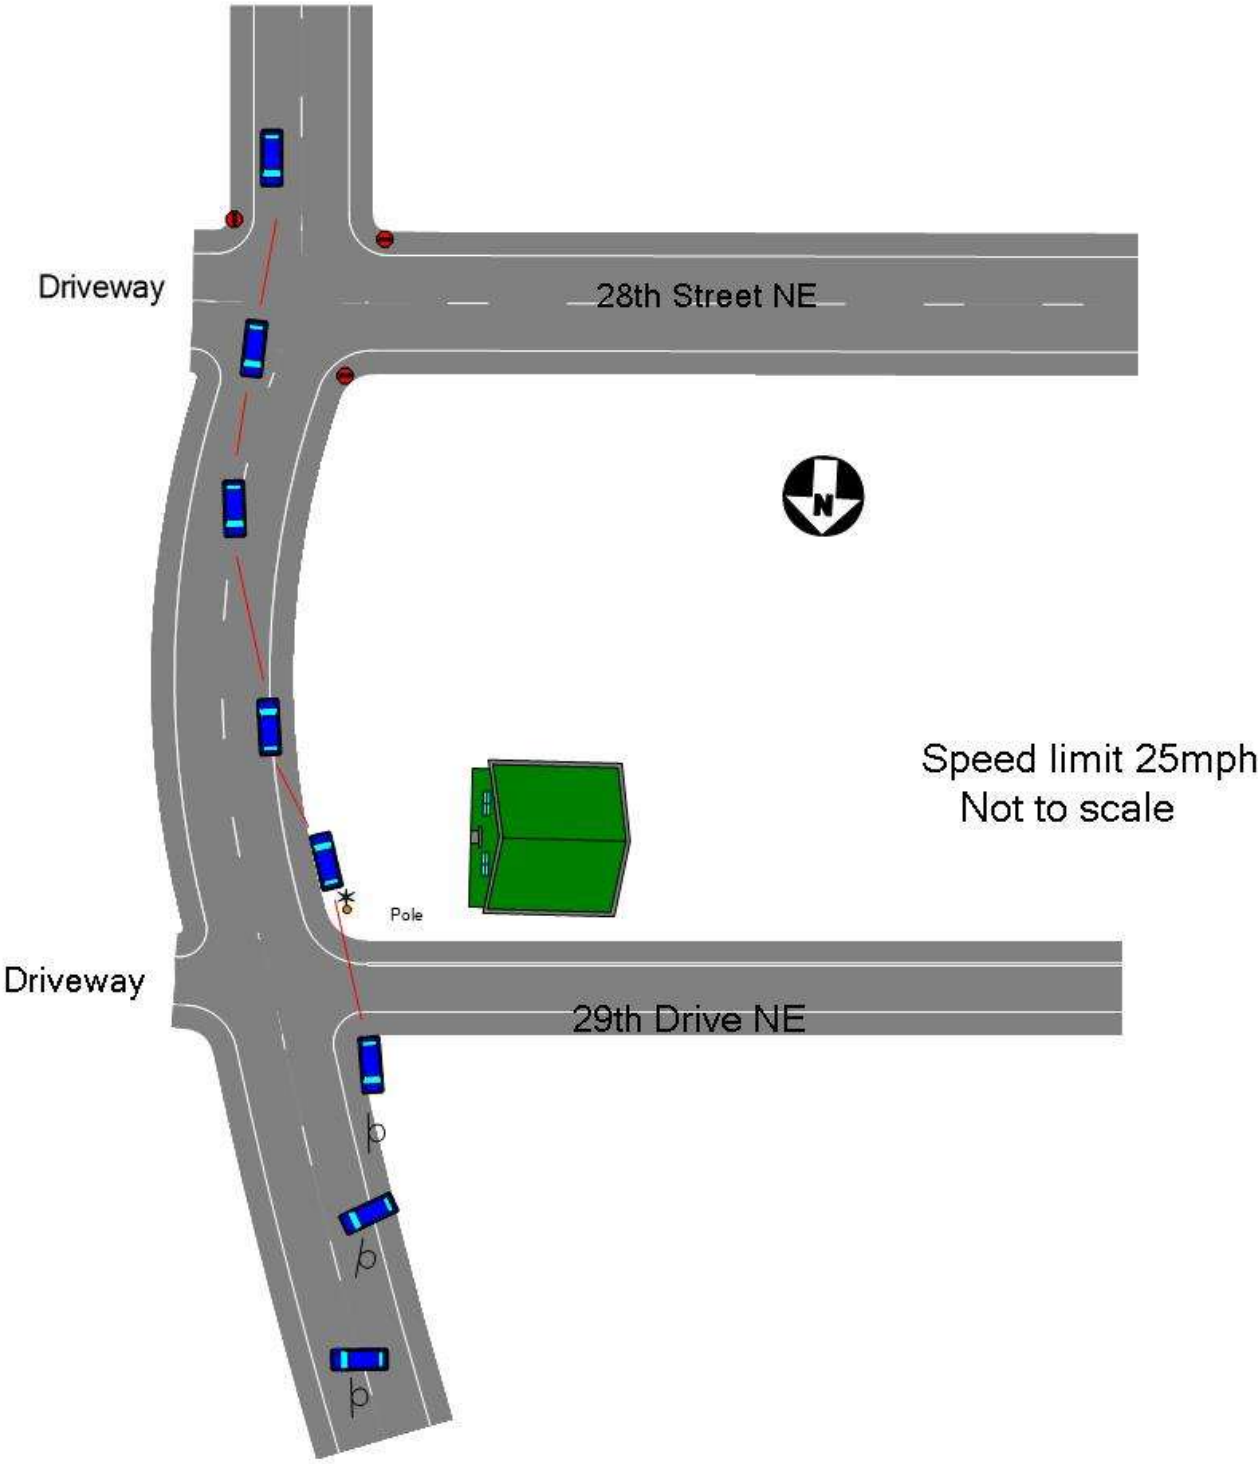 Driveway
28th Street NE
N
Speed limit 25mph
Not to scale
Pole
Driveway
29th Drive NE